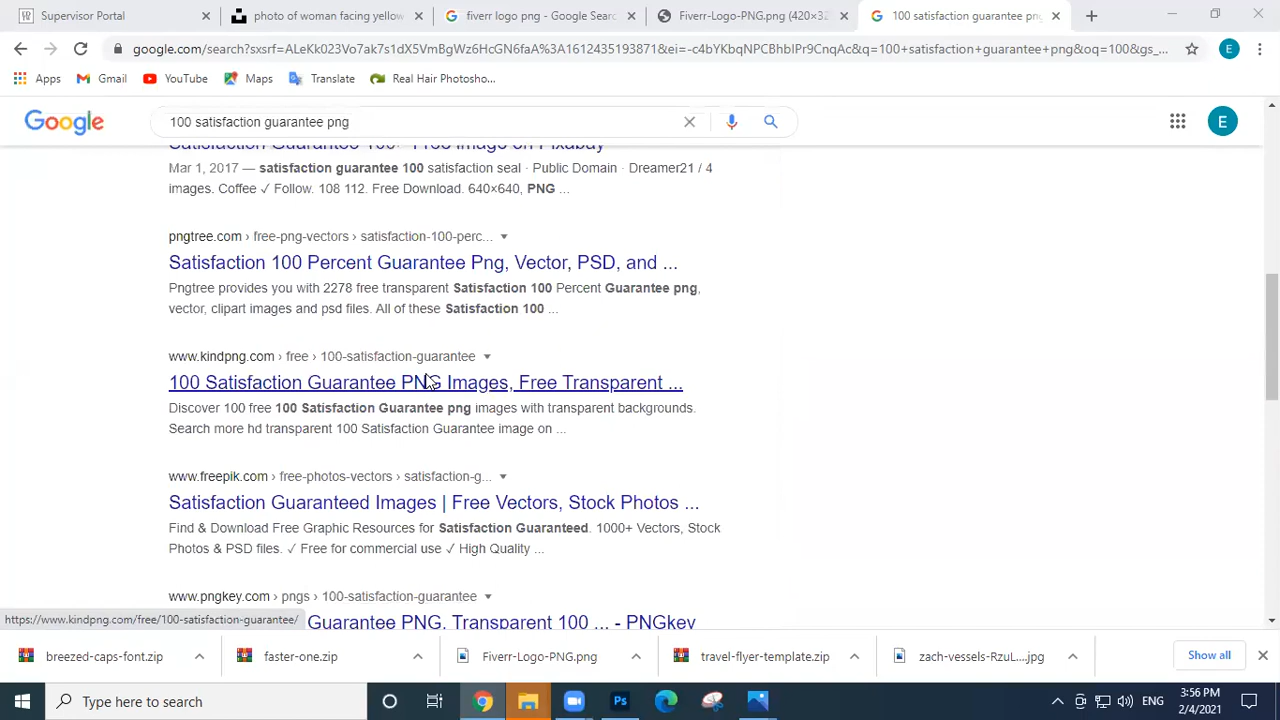 Supervisor Portal
photo of woman facing yellow
fiverr logo png - Google Sear
Fiverr-Logo-PNG.png (420×32
100 satisfaction guarantee png
google.com/search?sxsrf=ALeKk023Vo7ak7s1dX5VmBgWz6HcGN6faA%3A1612435193871&ei=-c4bYKbqNPCBhbIPr9CnqAc&q=100+satisfaction+guarantee+png&oq=100&gs_...
E
Apps
Gmail
YouTube
Maps
Translate
Real Hair Photosho...
Google
100 satisfaction guarantee png
E
Satisfaction Guarantee 100 - Free image on Pixabay
Mar 1, 2017 — satisfaction guarantee 100 satisfaction seal · Public Domain · Dreamer21 / 4
images. Coffee ✓ Follow. 108 112. Free Download. 640×640, PNG ...
pngtree.com › free-png-vectors › satisfaction-100-perc...
Satisfaction 100 Percent Guarantee Png, Vector, PSD, and ...
Pngtree provides you with 2278 free transparent Satisfaction 100 Percent Guarantee png,
vector, clipart images and psd files. All of these Satisfaction 100 ...
www.kindpng.com › free › 100-satisfaction-guarantee
100 Satisfaction Guarantee PNG Images, Free Transparent ...
Discover 100 free 100 Satisfaction Guarantee png images with transparent backgrounds.
Search more hd transparent 100 Satisfaction Guarantee image on ...
www.freepik.com › free-photos-vectors › satisfaction-g...
Satisfaction Guaranteed Images | Free Vectors, Stock Photos ...
Find & Download Free Graphic Resources for Satisfaction Guaranteed. 1000+ Vectors, Stock
Photos & PSD files. ✓ Free for commercial use ✓ High Quality ...
www.pngkey.com › pngs › 100-satisfaction-guarantee
Guarantee PNG, Transparent 100 ... - PNGkey
https://www.kindpng.com/free/100-satisfaction-guarantee/
breezed-caps-font.zip
faster-one.zip
Fiverr-Logo-PNG.png
travel-flyer-template.zip
zach-vessels-RzuL....jpg
Show all
Type here to search
Ps
ENG
3:56 PM
2/4/2021